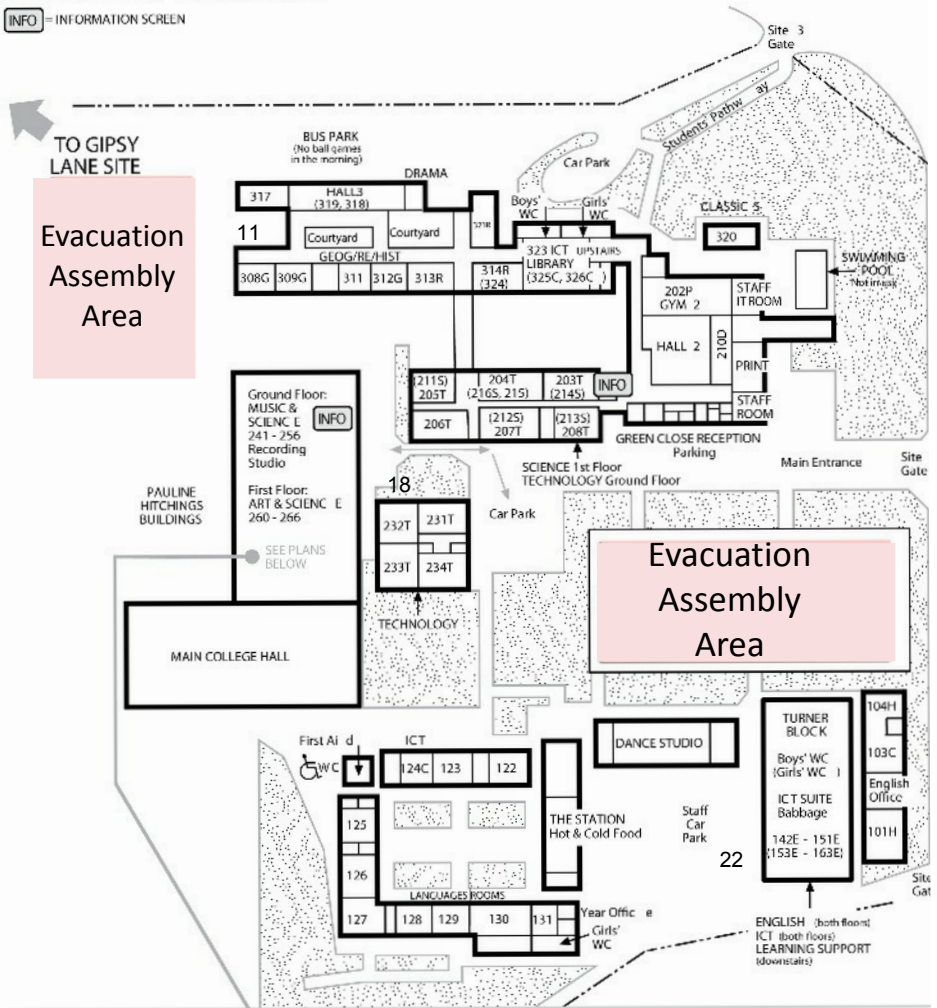 INFO = INFORMATION SCREEN
Site 3
Gate
Students' Pathw ay
TO GIPSY
LANE SITE
BUS PARK
(No ball games
in the morning)
Car Park
DRAMA
Boys'
WC
Girls'
WC
CLASSIC S
317
HALL3
(319, 318)
320
Evacuation
Assembly
Area
11
Courtyard
Courtyard
323 ICT UPSTAIRS
LIBRARY
(325C, 326C )
SWIMMING
POOL
Not in use
GEOG/RE/HIST
308G
309G
311
312G
313R
314R
(324)
202P
GYM 2
STAFF
IT ROOM
HALL 2
210D
PRINT
STAFF
ROOM
(211S)
205T
204T
(216S, 215)
203T
(214S)
INFO
206T
(212S)
207T
(213S)
208T
GREEN CLOSE RECEPTION
Parking
Ground Floor:
MUSIC &
SCIENC E
241 - 256
Recording
Studio
INFO
First Floor:
ART & SCIENC E
260 - 266
SEE PLANS
BELOW
PAULINE
HITCHINGS
BUILDINGS
SCIENCE 1st Floor
TECHNOLOGY Ground Floor
Main Entrance
Site
Gate
18
Car Park
232T
231T
233T
234T
TECHNOLOGY
Evacuation
Assembly
Area
MAIN COLLEGE HALL
First Ai d
WC
ICT
124C
123
122
DANCE STUDIO
TURNER
BLOCK
Boys' WC
(Girls' WC )
ICT SUITE
Babbage
142E - 151E
(153E - 163E)
104H
103C
English
Office
101H
125
126
THE STATION
Hot & Cold Food
Staff
Car
Park
22
LANGUAGES ROOMS
127
128
129
130
131
Year Offic e
Girls'
WC
Site
Gat
ENGLISH (both floors)
ICT (both floors)
LEARNING SUPPORT
(downstairs)